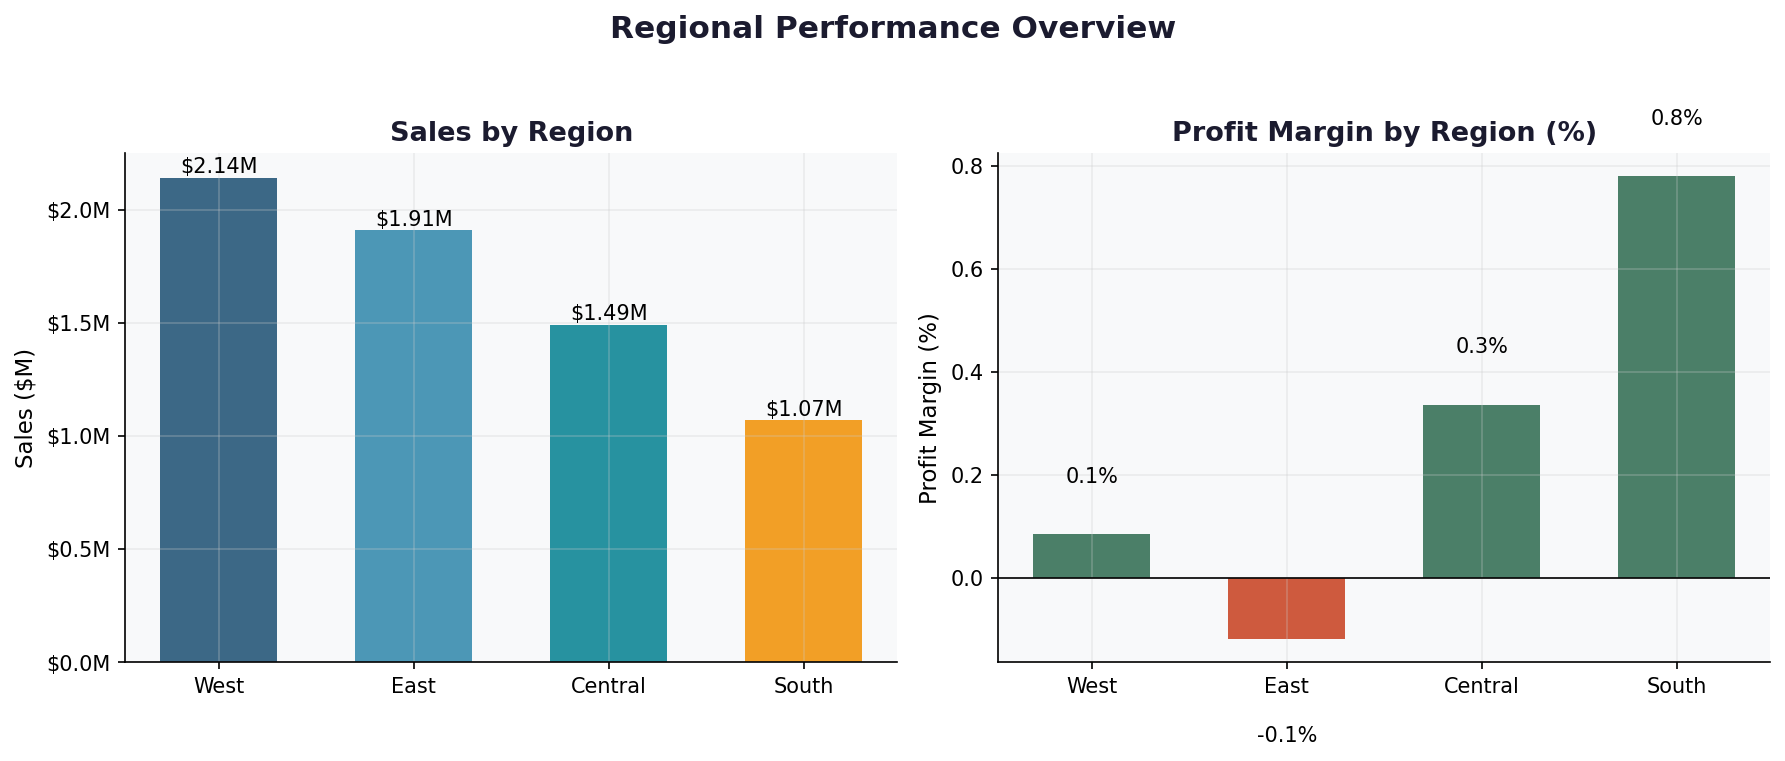 Regional Performance Overview
Sales by Region
Sales ($M)
$2.0M
$1.5M
$1.0M
$0.5M
$0.0M
$2.14M
$1.91M
$1.49M
$1.07M
West East Central South
Profit Margin by Region (%)
Profit Margin (%)
0.8
0.6
0.4
0.2
0.0
0.1%
-0.1%
0.3%
0.8%
West East Central South